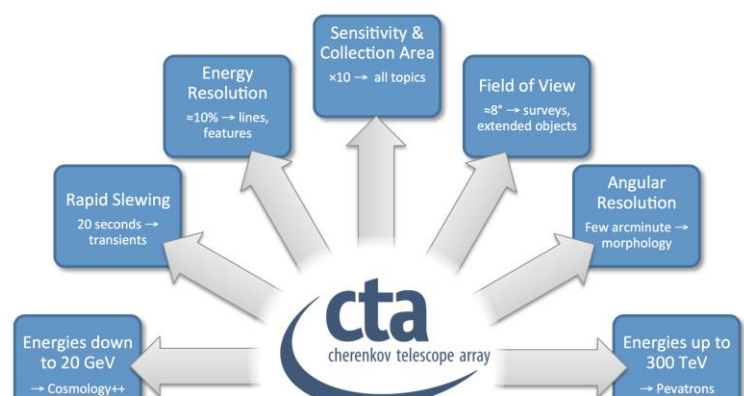 Sensitivity &
Collection Area
×10 → all topics
Energy
Resolution
≈10% → lines,
features
Field of View
≈8° → surveys,
extended objects
Rapid Slewing
20 seconds →
transients
Angular
Resolution
Few arcminute →
morphology
cta
cherenkov telescope array
Energies down
to 20 GeV
→ Cosmology++
Energies up to
300 TeV
→ Pevatrons